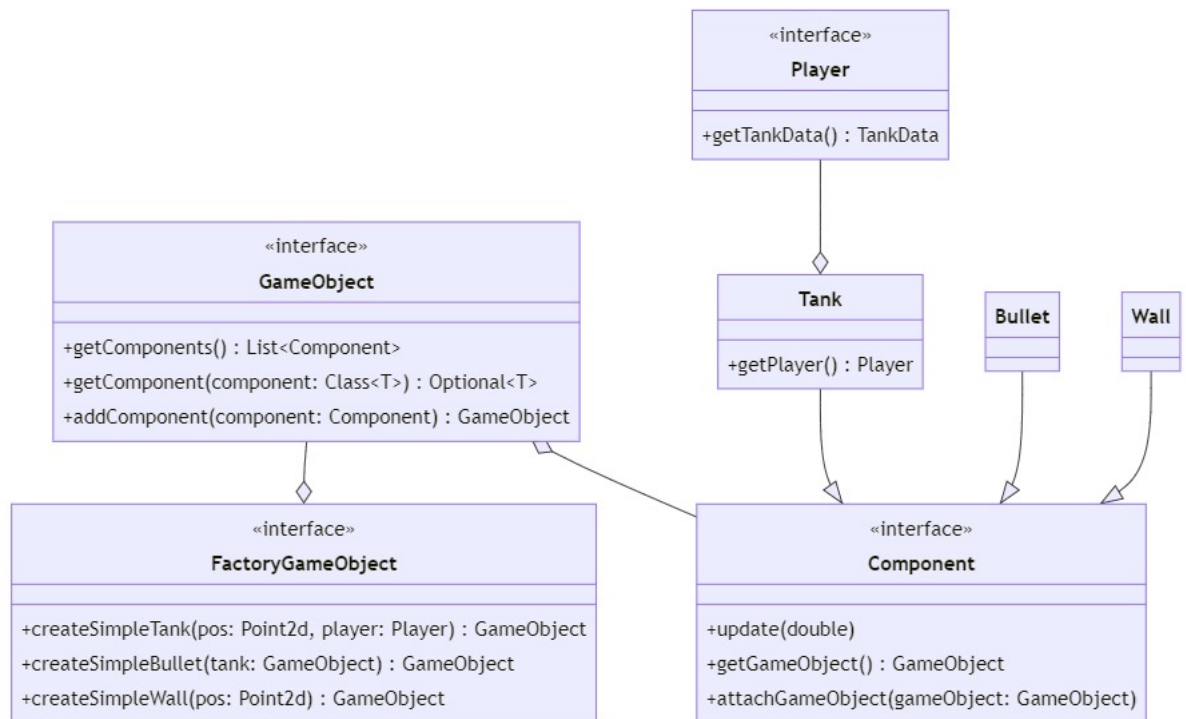 «interface»
Player
+getTankData() : TankData
«interface»
GameObject
+getComponents() : List<Component>
+getComponent(component: Class<T>) : Optional<T>
+addComponent(component: Component) : GameObject
Tank
+getPlayer() : Player
Bullet
Wall
«interface»
FactoryGameObject
+createSimpleTank(pos: Point2d, player: Player) : GameObject
+createSimpleBullet(tank: GameObject) : GameObject
+createSimpleWall(pos: Point2d) : GameObject
«interface»
Component
+update(double)
+getGameObject() : GameObject
+attachGameObject(gameObject: GameObject)